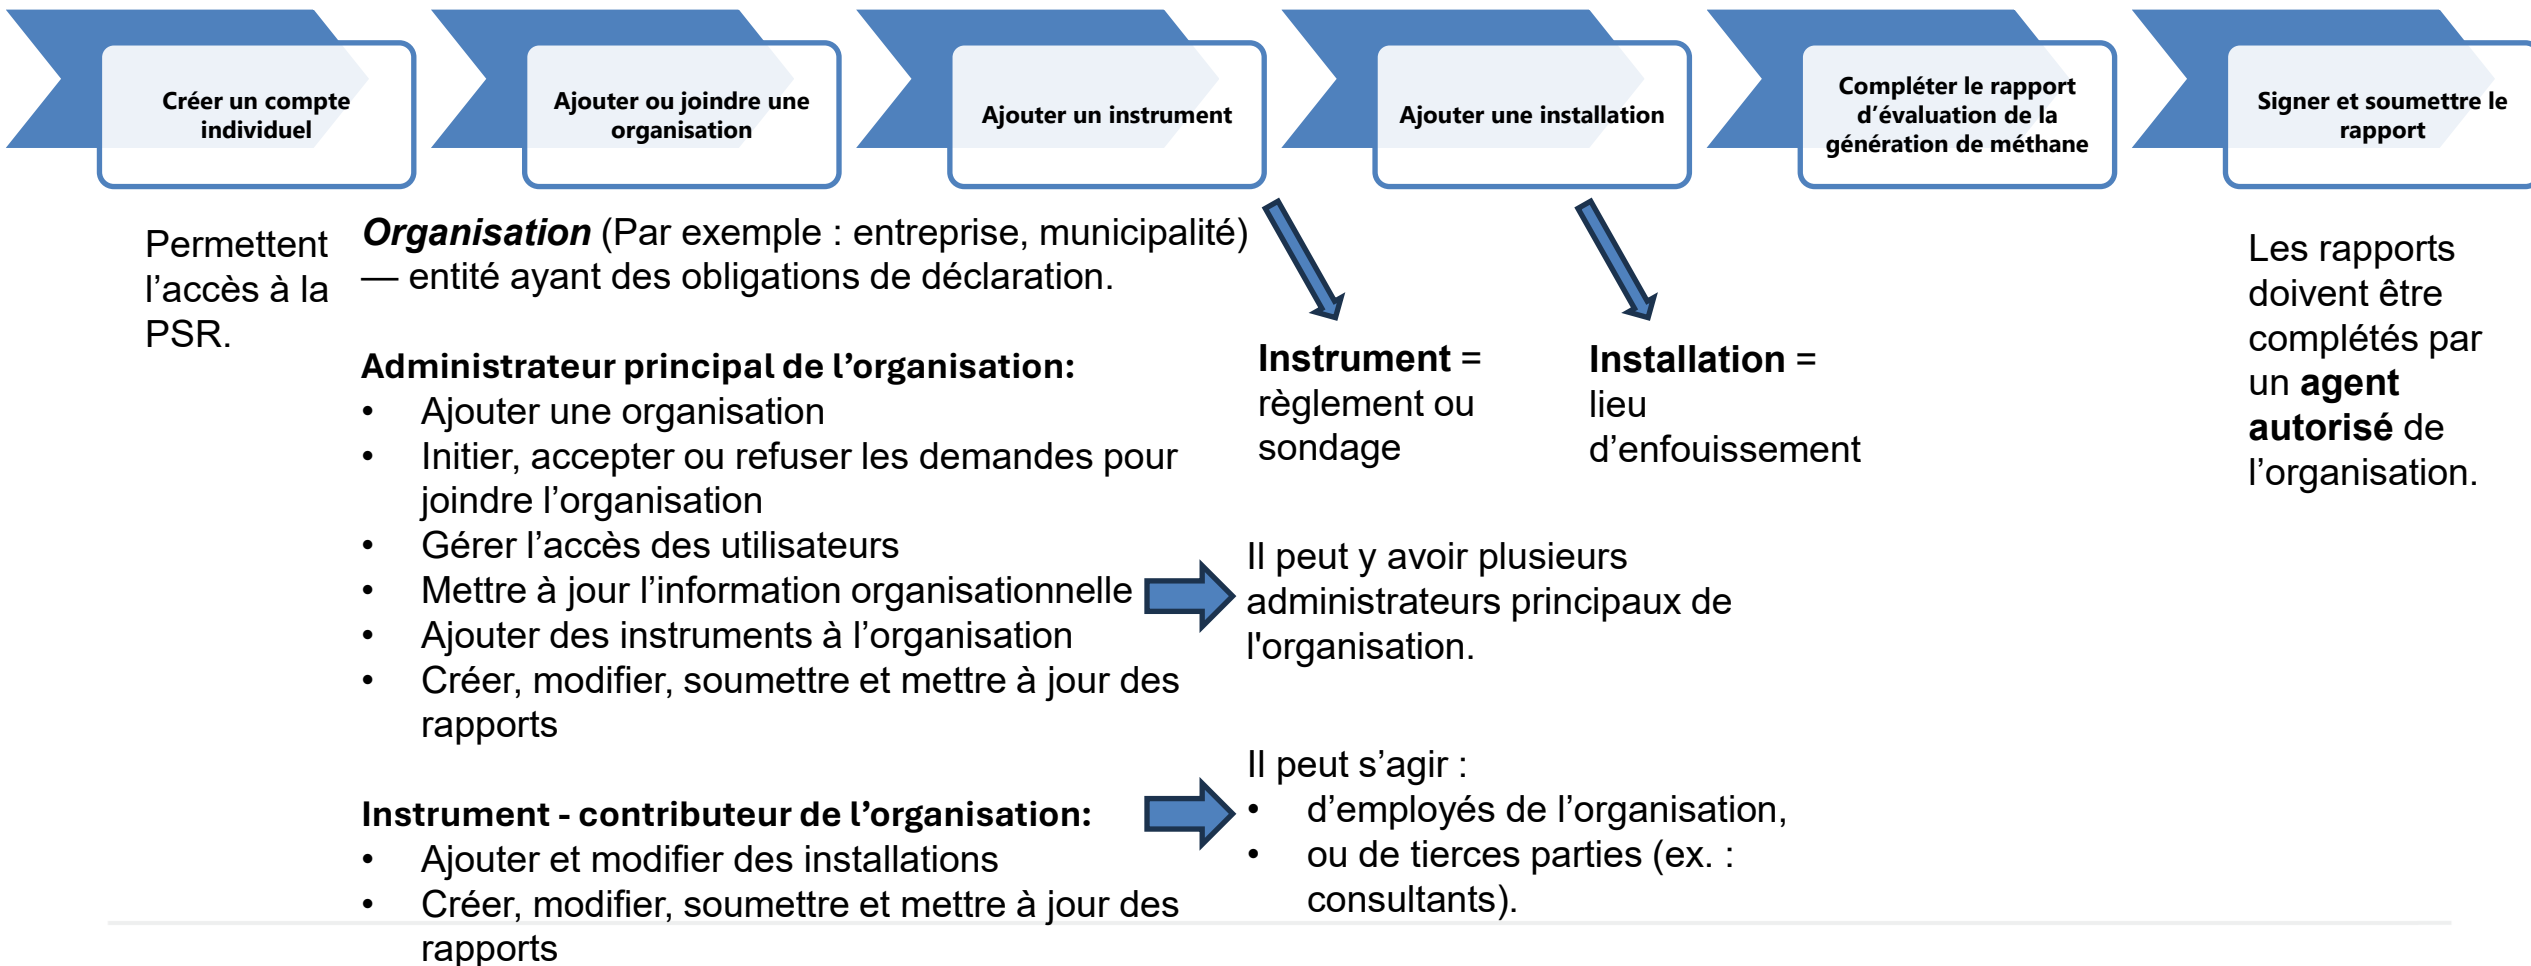 Créer un compte
individuel
Ajouter ou joindre une
organisation
Ajouter un instrument
Ajouter une installation
Compléter le rapport
d’évaluation de la
génération de méthane
Signer et soumettre le
rapport
Permettent
l’accès à la
PSR.
Organisation (Par exemple : entreprise, municipalité)
— entité ayant des obligations de déclaration.
Administrateur principal de l’organisation:
• Ajouter une organisation
• Initier, accepter ou refuser les demandes pour
joindre l’organisation
• Gérer l’accès des utilisateurs
• Mettre à jour l’information organisationnelle
• Ajouter des instruments à l’organisation
• Créer, modifier, soumettre et mettre à jour des
rapports
Instrument - contributeur de l’organisation:
• Ajouter et modifier des installations
• Créer, modifier, soumettre et mettre à jour des
rapports
Instrument =
règlement ou
sondage
Installation =
lieu
d’enfouissement
Il peut y avoir plusieurs
administrateurs principaux de
l'organisation.
Il peut s’agir :
• d’employés de l’organisation,
• ou de tierces parties (ex. :
consultants).
Les rapports
doivent être
complétés par
un agent
autorisé de
l’organisation.